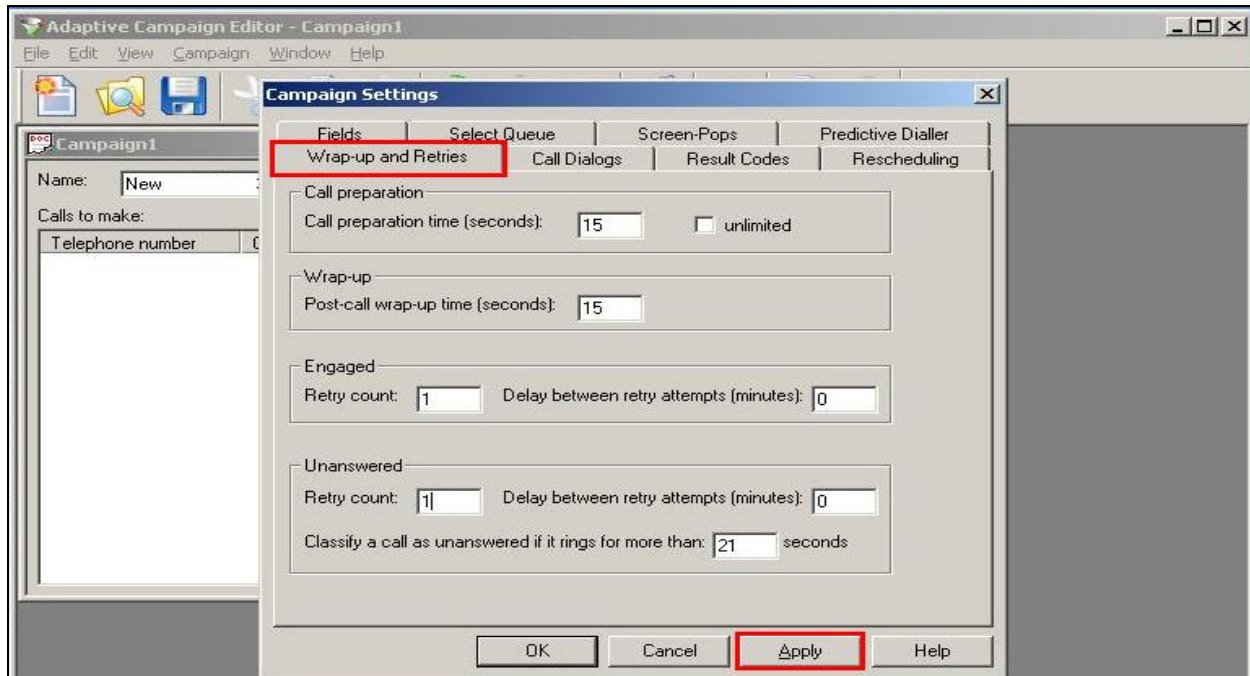 Adaptive Campaign Editor - Campaign1
File Edit View Campaign Window Help
Campaign1
Name: New
Calls to make:
Telephone number
Campaign Settings
Fields Select Queue Screen-Pops Predictive Dialler
Wrap-up and Retries Call Dialogs Result Codes Rescheduling
Call preparation
Call preparation time (seconds): 15 unlimited
Wrap-up
Post-call wrap-up time (seconds): 15
Engaged
Retry count: 1 Delay between retry attempts (minutes): 0
Unanswered
Retry count: 1 Delay between retry attempts (minutes): 0
Classify a call as unanswered if it rings for more than: 21 seconds
OK Cancel Apply Help